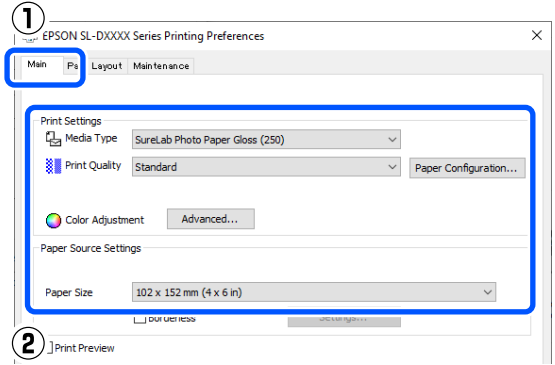 1
EPSON SL-DXXXX Series Printing Preferences
Main Layout Maintenance
Print Settings
Media Type SureLab Photo Paper Gloss (250)
Print Quality Standard Paper Configuration...
Color Adjustment Advanced...
Paper Source Settings
Paper Size 102 x 152 mm (4 x 6 in)
Borderless Settings...
2
Print Preview